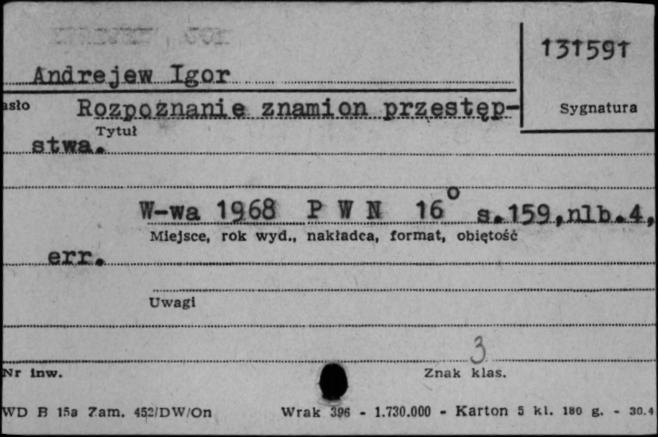 131591
Andrejew Igor
asło Rozpoznanie znamion przestęp-
Sygnatura
Tytuł
stwa.
W-wa 1968 P W N 16° s.159,nlb.4,
Miejsce, rok wyd., nakładca, format, objętość
err.
Uwagi
3
Nr inw. Znak klas.
WD B 15a Zam. 452/DW/On Wrak 396 - 1.730.000 - Karton 5 kl. 180 g. - 30.4